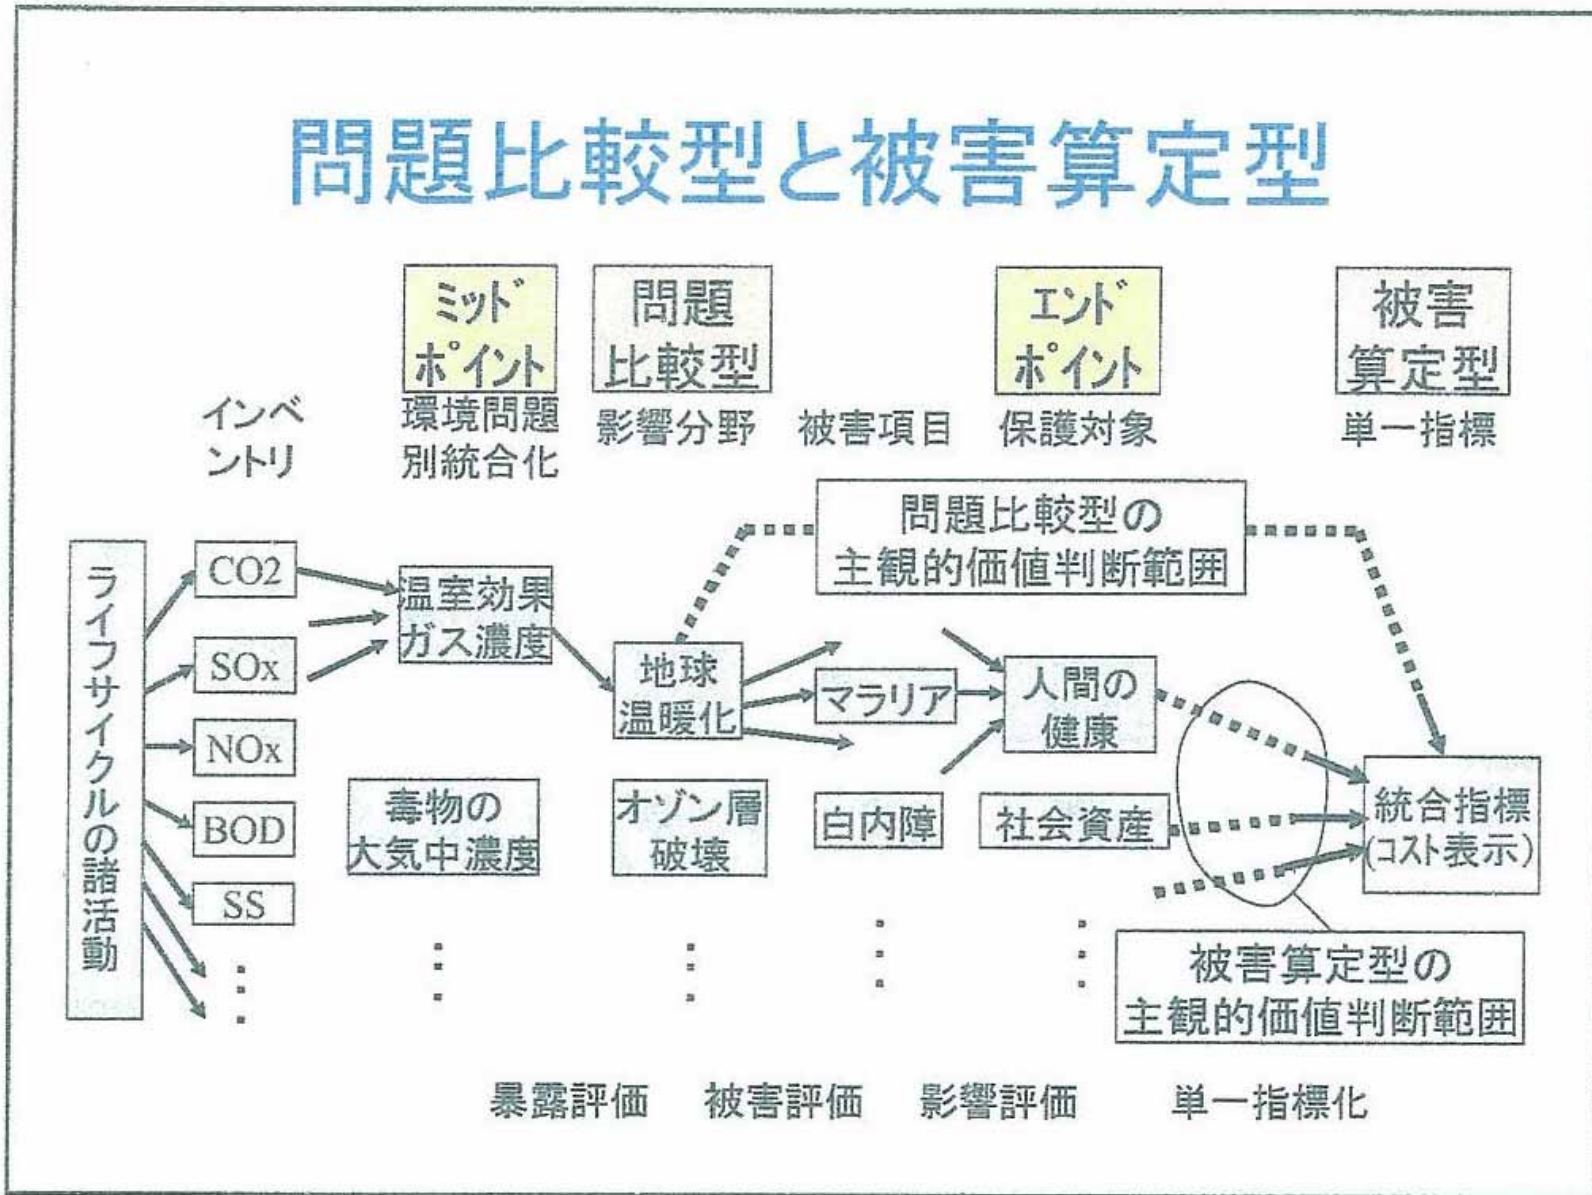 問題比較型と被害算定型
ミッド
ポイント
問題
比較型
エンド
ポイント
被害
算定型
インベ
ントリ
環境問題
別統合化
影響分野
被害項目
保護対象
単一指標
問題比較型の
主観的価値判断範囲
ライフサイクルの諸活動
CO2
SOx
NOx
BOD
SS
温室効果
ガス濃度
地球
温暖化
マラリア
人間の
健康
毒物の
大気中濃度
オゾン層
破壊
白内障
社会資産
統合指標
(コスト表示)
被害算定型の
主観的価値判断範囲
暴露評価
被害評価
影響評価
単一指標化